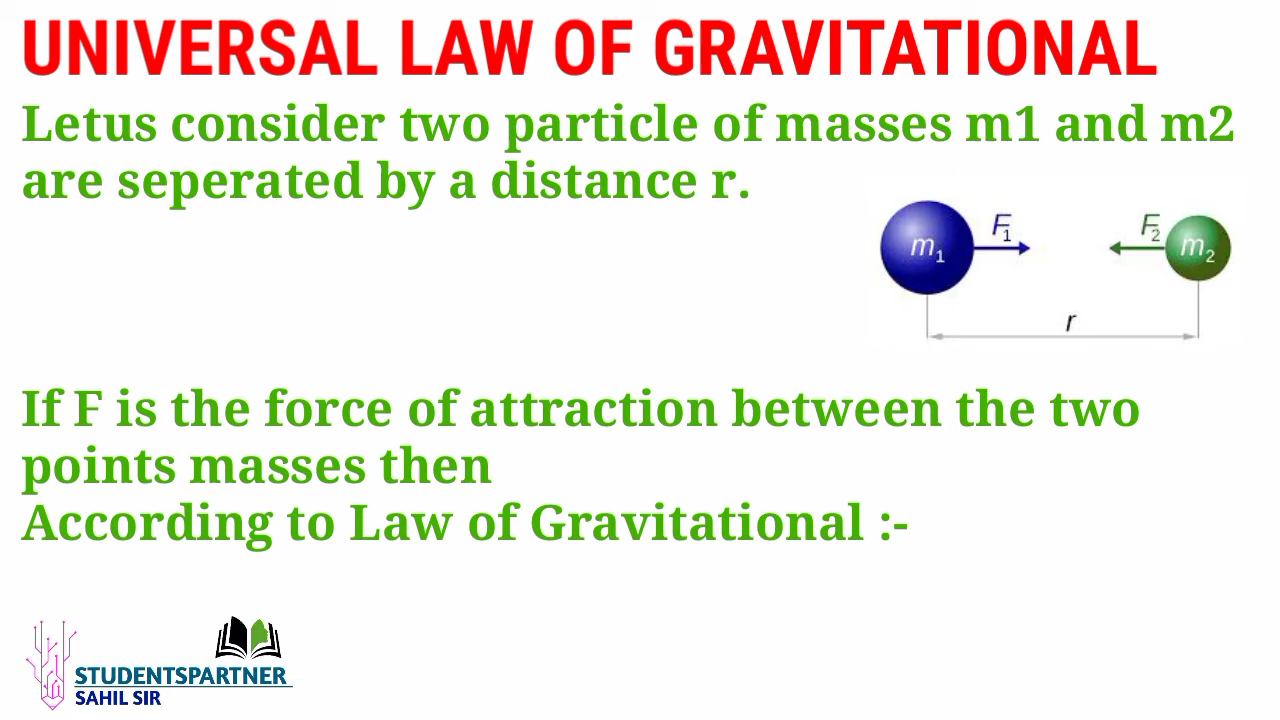 UNIVERSAL LAW OF GRAVITATIONAL
Letus consider two particle of masses m1 and m2
are seperated by a distance r.
m1 F1 F2 m2
r
If F is the force of attraction between the two
points masses then
According to Law of Gravitational :-
STUDENTSPARTNER
SAHIL SIR